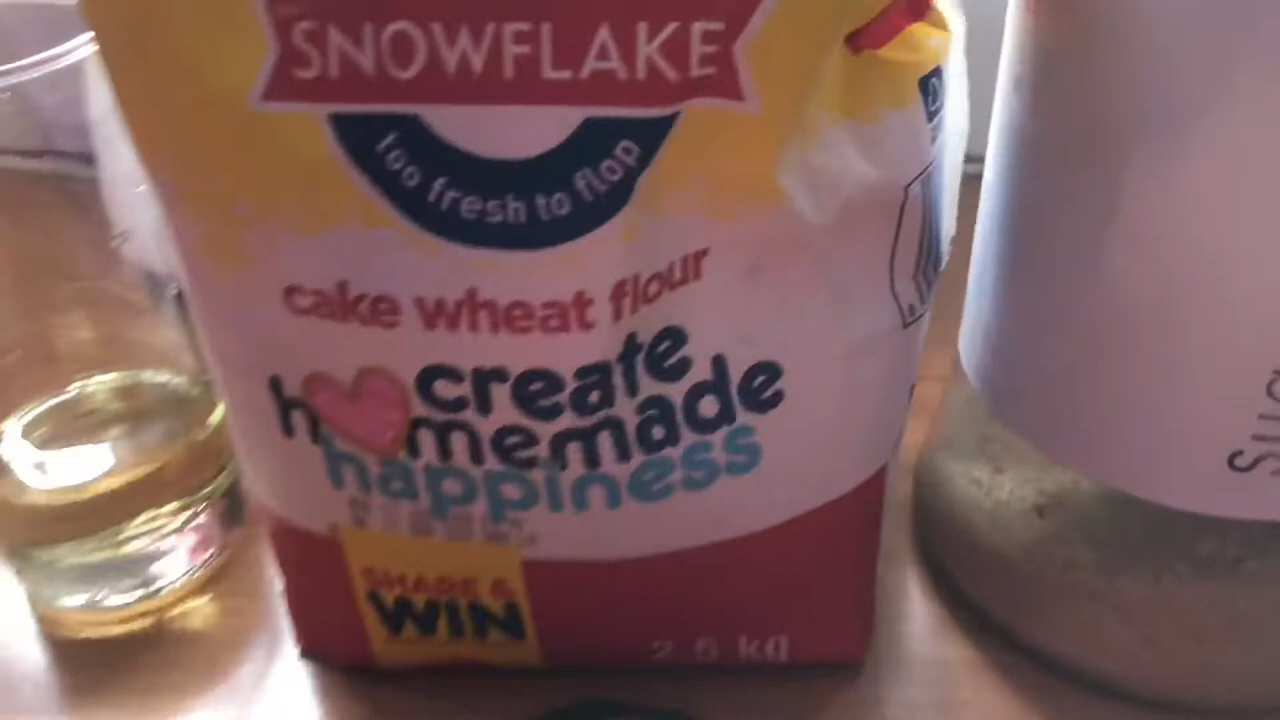 SNOWFLAKE
Too fresh to flop
cake wheat flour
create
homemade
happiness
SHARE &
WIN
2.5 kg